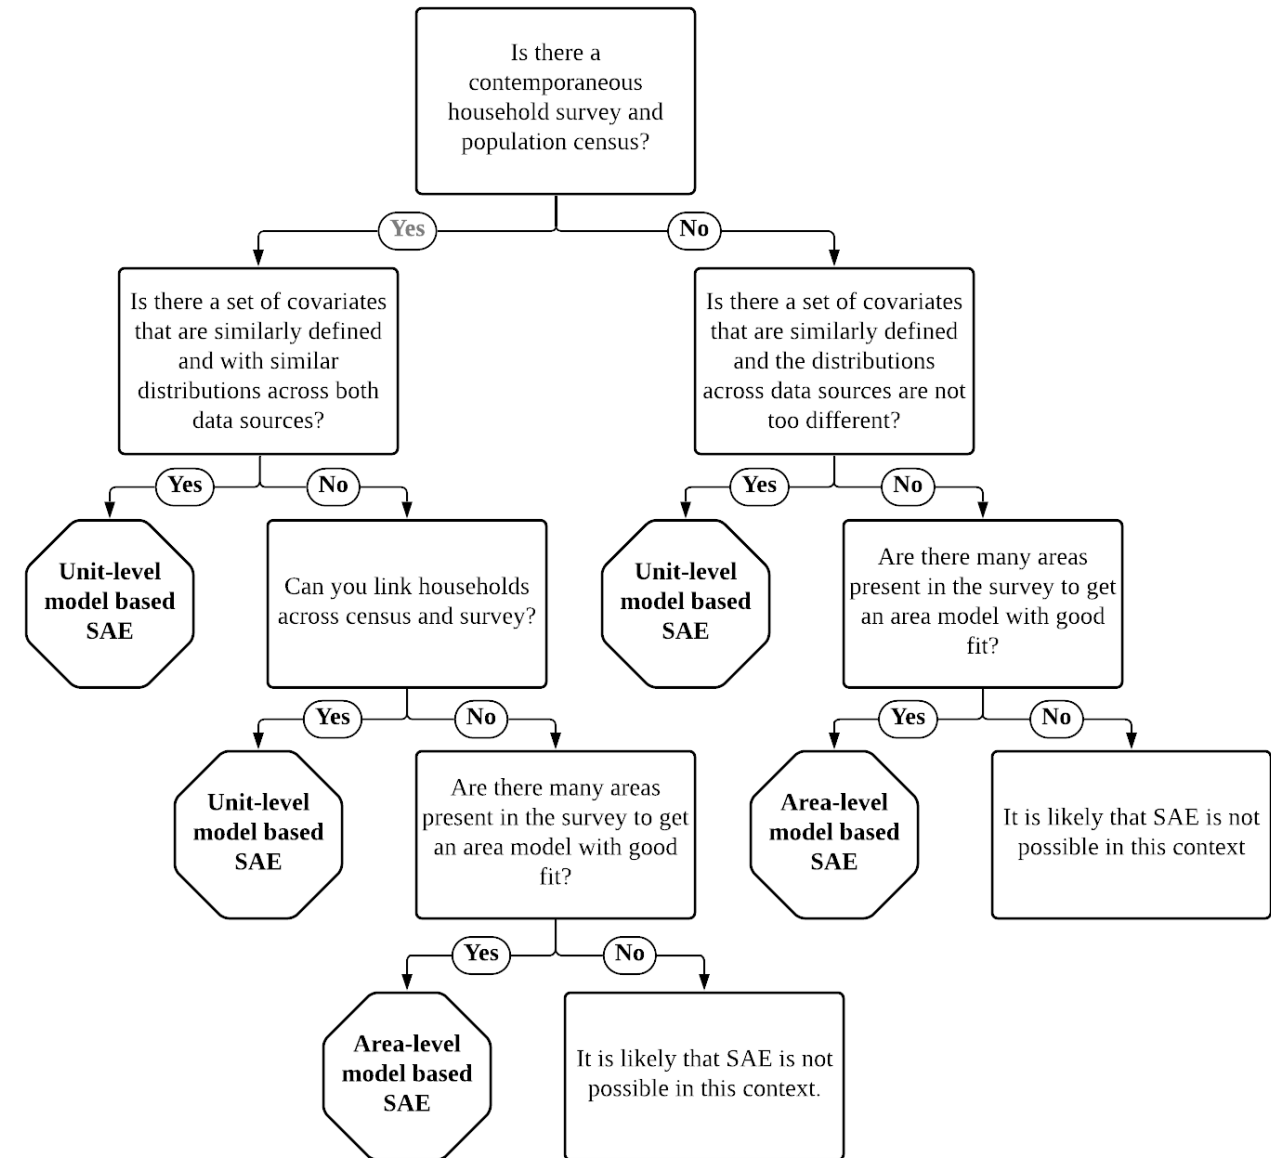 Is there a
contemporaneous
household survey and
population census?
Yes
No
Is there a set of covariates
that are similarly defined
and with similar
distributions across both
data sources?
Is there a set of covariates
that are similarly defined
and the distributions
across data sources are not
too different?
Yes
No
Yes
No
Unit-level
model based
SAE
Can you link households
across census and survey?
Unit-level
model based
SAE
Are there many areas
present in the survey to get
an area model with good
fit?
Yes
No
Yes
No
Unit-level
model based
SAE
Are there many areas
present in the survey to get
an area model with good
fit?
Area-level
model based
SAE
It is likely that SAE is not
possible in this context
Yes
No
Area-level
model based
SAE
It is likely that SAE is not
possible in this context.